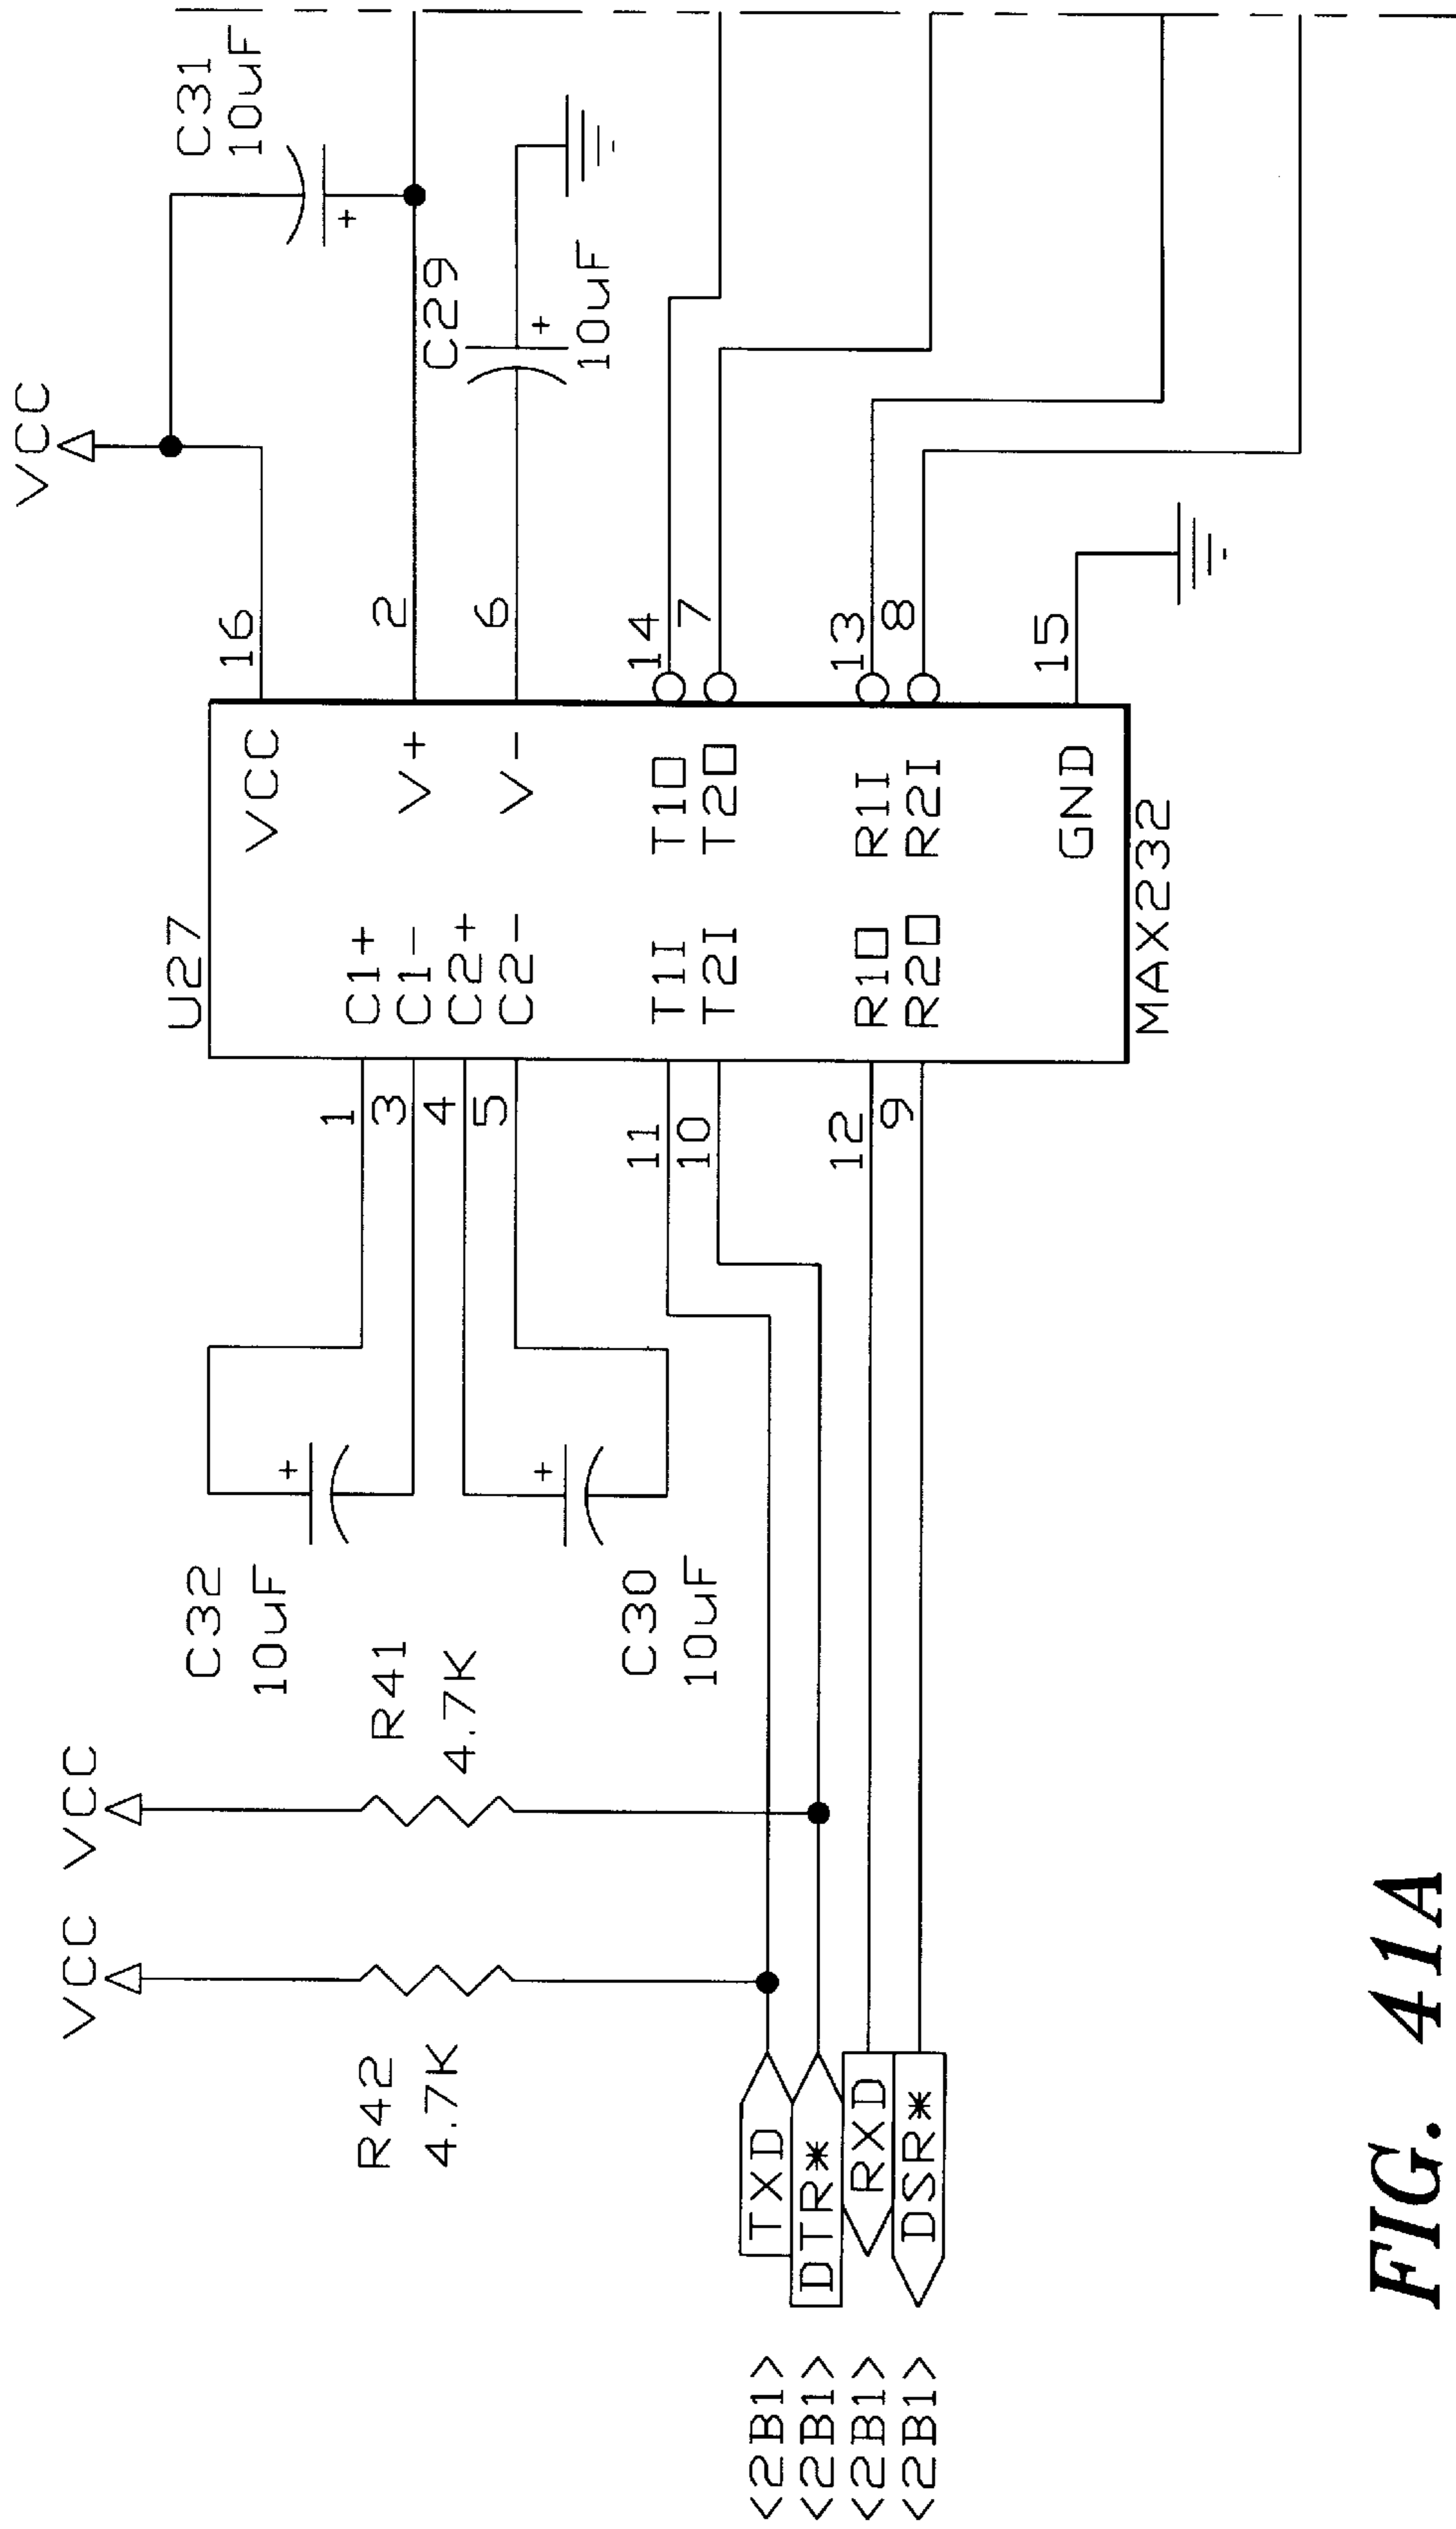 VCC
VCC
VCC
R42
4.7K
R41
4.7K
C32
10uF
+
C30
10uF
+
C31
10uF
+
C29
10uF
+
U27
1
3
4
5
11
10
12
9
C1+
C1-
C2+
C2-
T1I
T2I
R1O
R2O
VCC
V+
V-
T1O
T2O
R1I
R2I
GND
16
2
6
14
7
13
8
15
MAX232
<2B1> TXD
<2B1> DTR*
<2B1> RXD
<2B1> DSR*
FIG. 41A